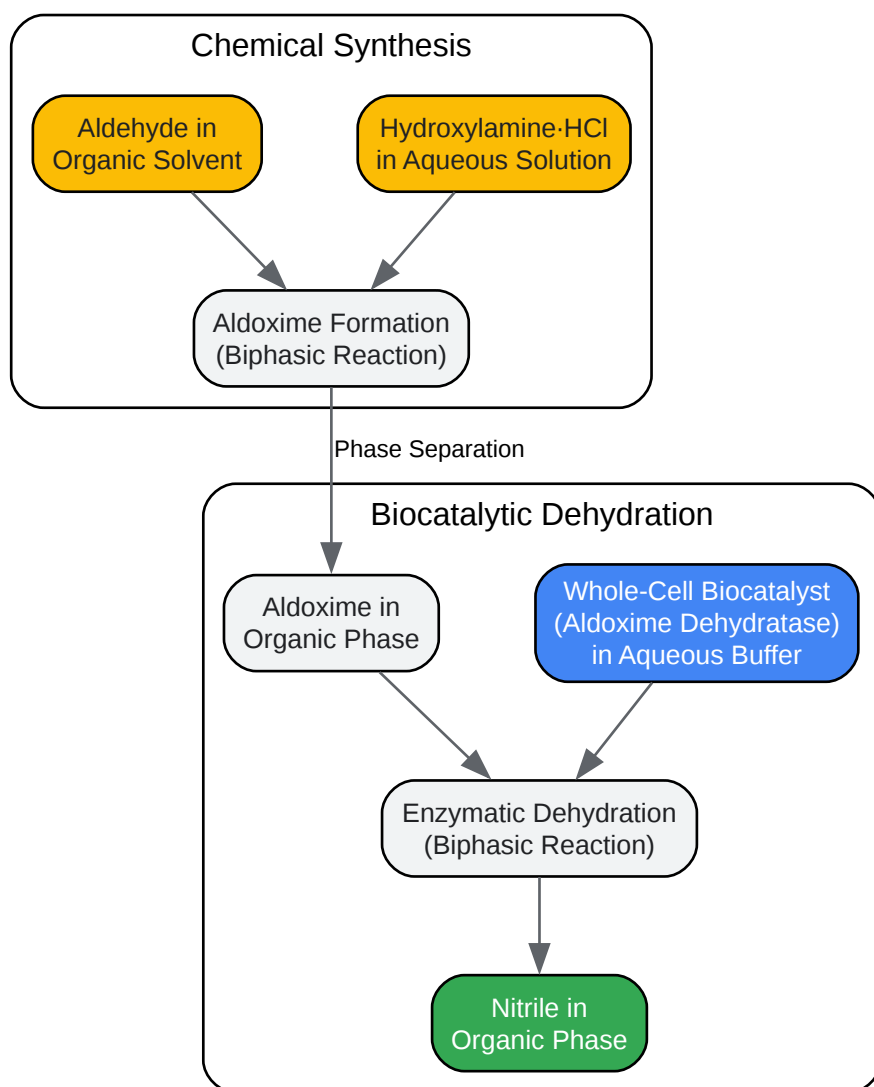 Chemical Synthesis
Aldehyde in
Organic Solvent
Hydroxylamine·HCl
in Aqueous Solution
Aldoxime Formation
(Biphasic Reaction)
Phase Separation
Biocatalytic Dehydration
Aldoxime in
Organic Phase
Whole-Cell Biocatalyst
(Aldoxime Dehydratase)
in Aqueous Buffer
Enzymatic Dehydration
(Biphasic Reaction)
Nitrile in
Organic Phase